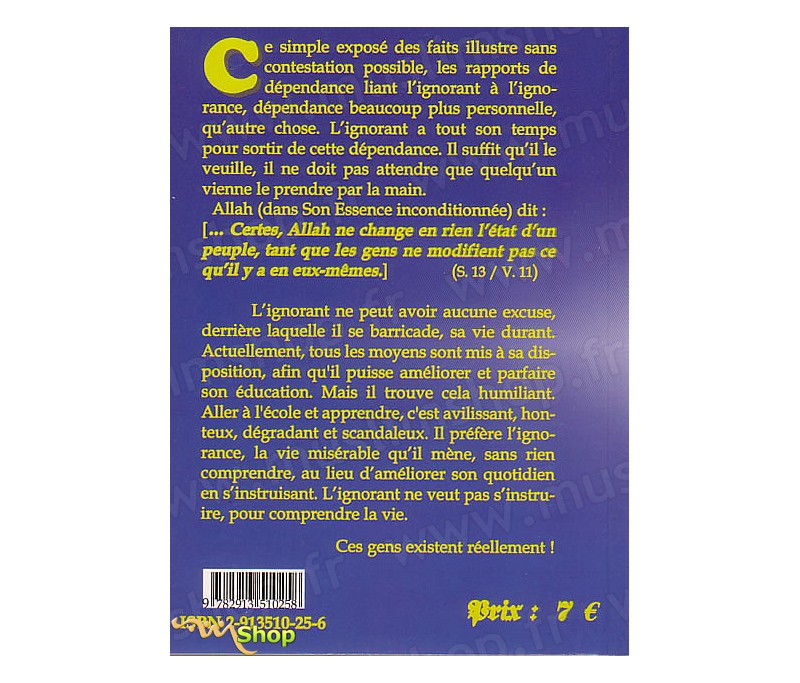 Ce simple exposé des faits illustre sans
contestation possible, les rapports de
dépendance liant l'ignorant à l'igno-
rance, dépendance beaucoup plus personnelle,
qu'autre chose. L'ignorant a tout son temps
pour sortir de cette dépendance. Il suffit qu'il le
veuille, il ne doit pas attendre que quelqu'un
vienne le prendre par la main.
Allah (dans Son Essence inconditionnée) dit :
[... Certes, Allah ne change en rien l'état d'un
peuple, tant que les gens ne modifient pas ce
qu'il y a en eux-mêmes.] (S. 13 / V. 11)
L'ignorant ne peut avoir aucune excuse,
derrière laquelle il se barricade, sa vie durant.
Actuellement, tous les moyens sont mis à sa dis-
position, afin qu'il puisse améliorer et parfaire
son éducation. Mais il trouve cela humiliant.
Aller à l'école et apprendre, c'est avilissant, hon-
teux, dégradant et scandaleux. Il préfère l'igno-
rance, la vie misérable qu'il mène, sans rien
comprendre, au lieu d'améliorer son quotidien
en s'instruisant. L'ignorant ne veut pas s'instru-
ire, pour comprendre la vie.
Ces gens existent réellement !
9 782913 510258
ISBN 2-913510-25-6
Shop
Prix : 7 €